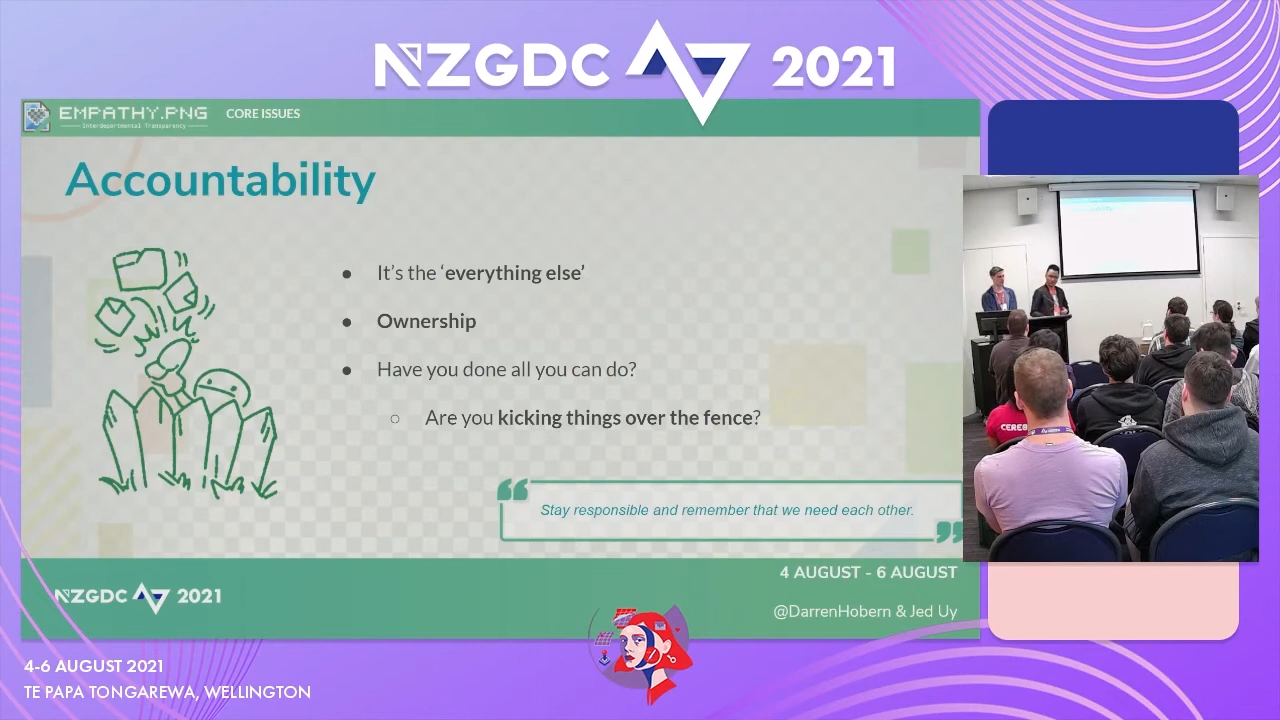 NZGDC 2021
EMPATHY.PNG
Interdepartmental Transparency
CORE ISSUES
Accountability
It's the 'everything else'
Ownership
Have you done all you can do?
Are you kicking things over the fence?
Stay responsible and remember that we need each other.
NZGDC 2021
4 AUGUST - 6 AUGUST
@DarrenHobern & Jed Uy
CEREB
4-6 AUGUST 2021
TE PAPA TONGAREWA, WELLINGTON